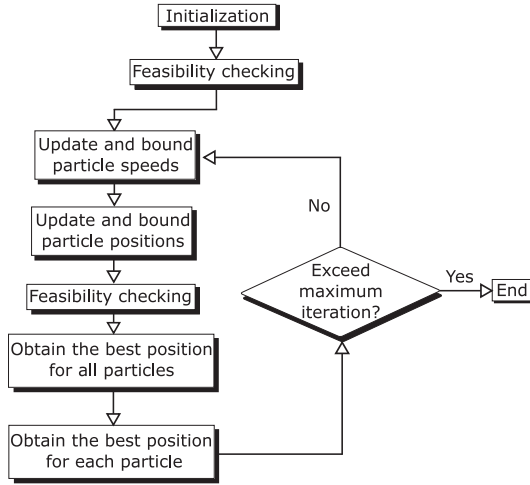 Initialization
Feasibility checking
Update and bound
particle speeds
Update and bound
particle positions
Feasibility checking
Obtain the best position
for all particles
Obtain the best position
for each particle
No
Exceed
maximum
iteration?
Yes
End